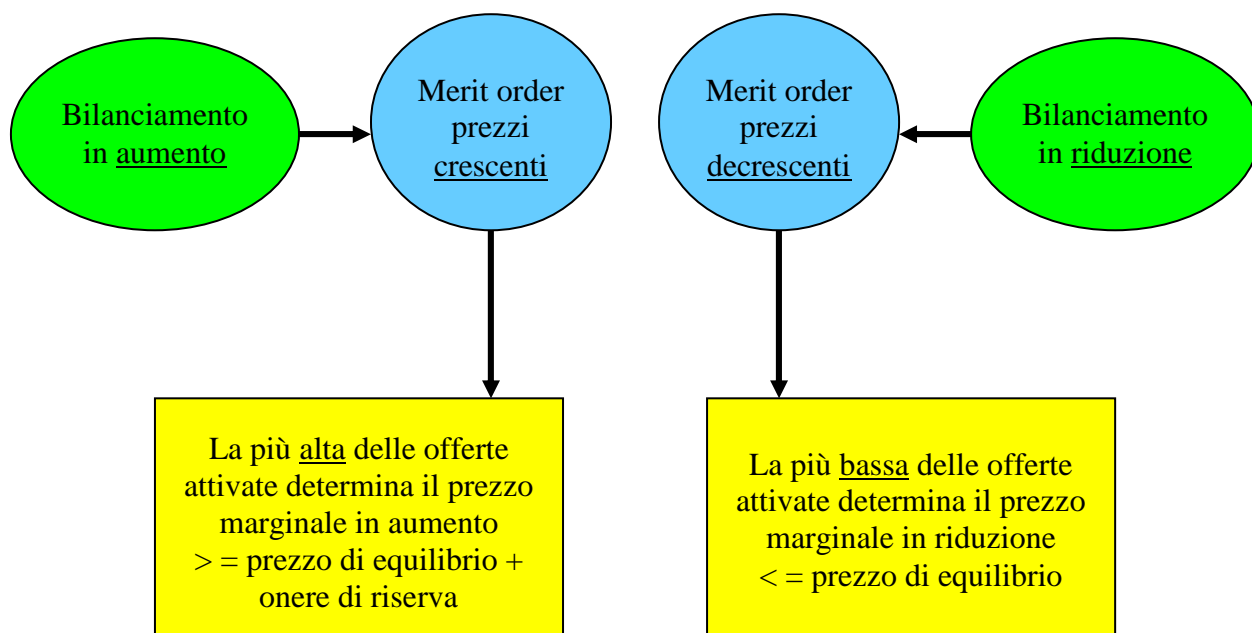 Bilanciamento
in aumento
Merit order
prezzi
crescenti
Merit order
prezzi
decrescenti
Bilanciamento
in riduzione
La più alta delle offerte
attivate determina il prezzo
marginale in aumento
> = prezzo di equilibrio +
onere di riserva
La più bassa delle offerte
attivate determina il prezzo
marginale in riduzione
< = prezzo di equilibrio